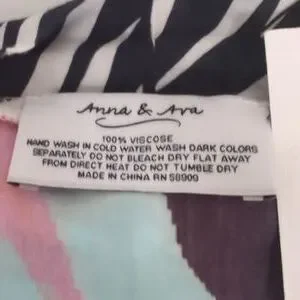 Anna & Ava
100% VISCOSE
HAND WASH IN COLD WATER WASH DARK COLORS
SEPARATELY DO NOT BLEACH DRY FLAT AWAY
FROM DIRECT HEAT DO NOT TUMBLE DRY
MADE IN CHINA RN 58909